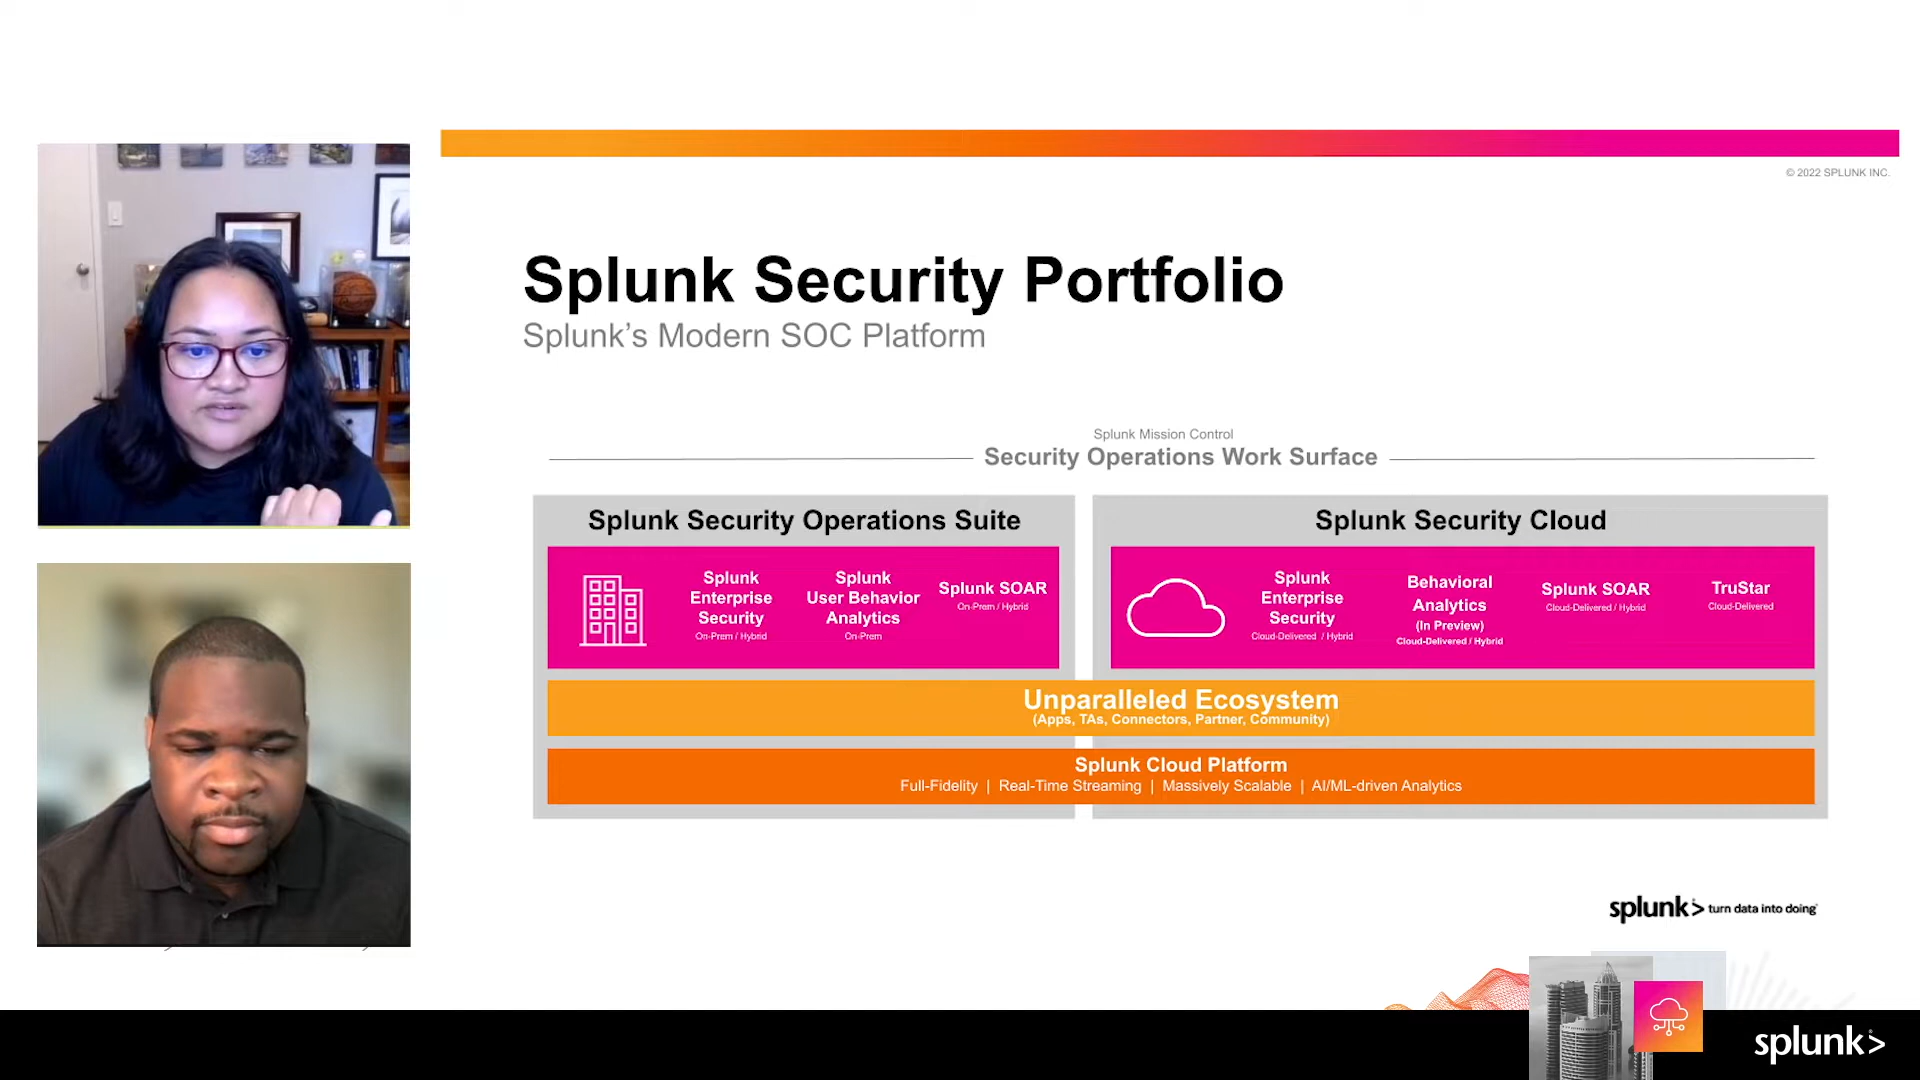 © 2022 SPLUNK INC.
Splunk Security Portfolio
Splunk’s Modern SOC Platform
Splunk Mission Control
Security Operations Work Surface
Splunk Security Operations Suite
Splunk
Enterprise
Security
On-Prem / Hybrid
Splunk
User Behavior
Analytics
On-Prem
Splunk SOAR
On-Prem / Hybrid
Splunk Security Cloud
Splunk
Enterprise
Security
Cloud-Delivered / Hybrid
Behavioral
Analytics
(In Preview)
Cloud-Delivered / Hybrid
Splunk SOAR
Cloud-Delivered / Hybrid
TruStar
Cloud-Delivered
Unparalleled Ecosystem
(Apps, TAs, Connectors, Partner, Community)
Splunk Cloud Platform
Full-Fidelity | Real-Time Streaming | Massively Scalable | AI/ML-driven Analytics
splunk> turn data into doing
splunk>